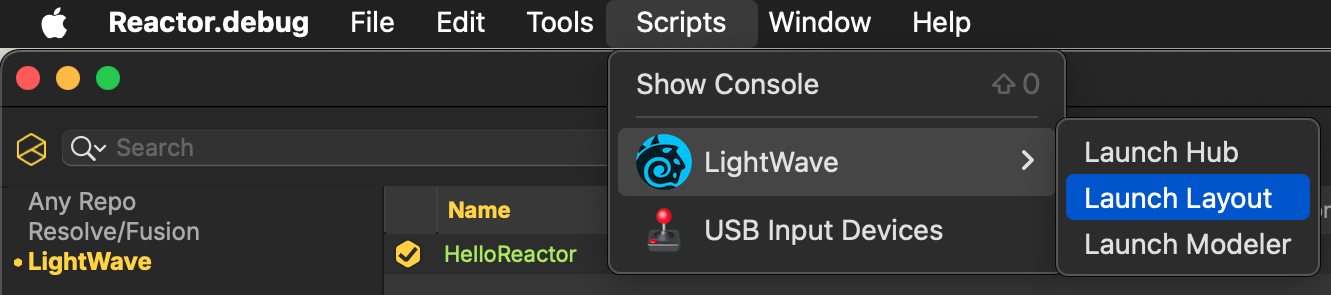 Reactor.debug File Edit Tools Scripts Window Help
Show Console ⇧0
Search
LightWave
Launch Hub
Any Repo
Launch Layout
Name
Resolve/Fusion
USB Input Devices
Launch Modeler
LightWave
HelloReactor